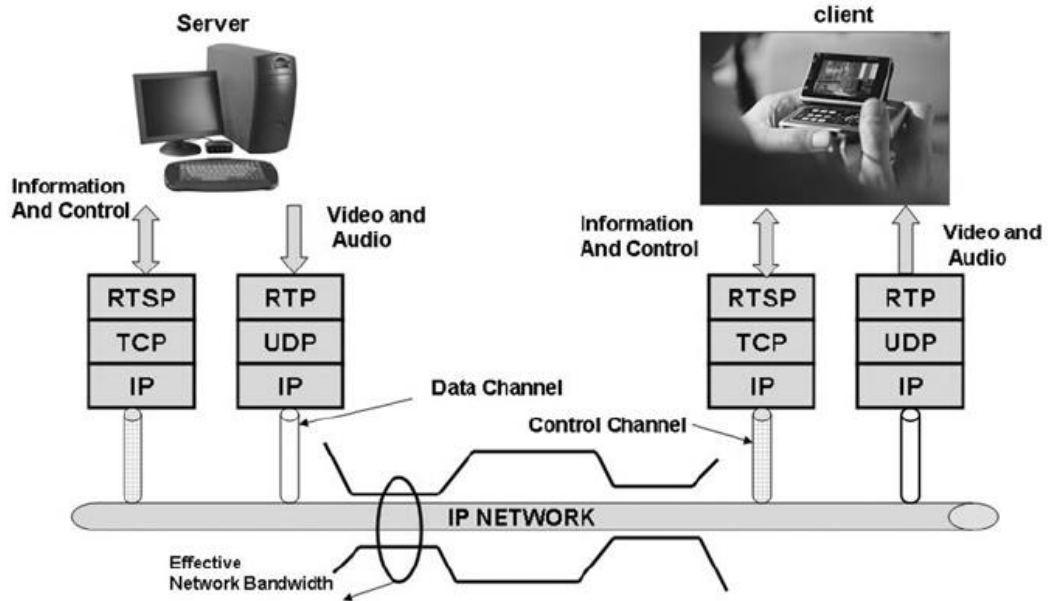 Server
client
Information
And Control
Video and
Audio
Information
And Control
Video and
Audio
RTSP
TCP
IP
RTP
UDP
IP
RTSP
TCP
IP
RTP
UDP
IP
Data Channel
Control Channel
IP NETWORK
Effective
Network Bandwidth